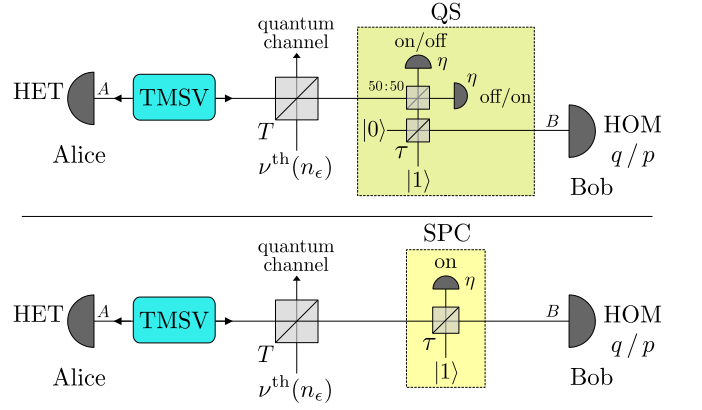 QS
quantum
channel
on/off
η
HET
A
TMSV
50:50
η
off/on
T
|0⟩
B
HOM
τ
q / p
Alice
ν^th(n_ϵ)
|1⟩
Bob
SPC
quantum
channel
on
η
HET
A
TMSV
B
HOM
T
τ
q / p
Alice
ν^th(n_ϵ)
|1⟩
Bob